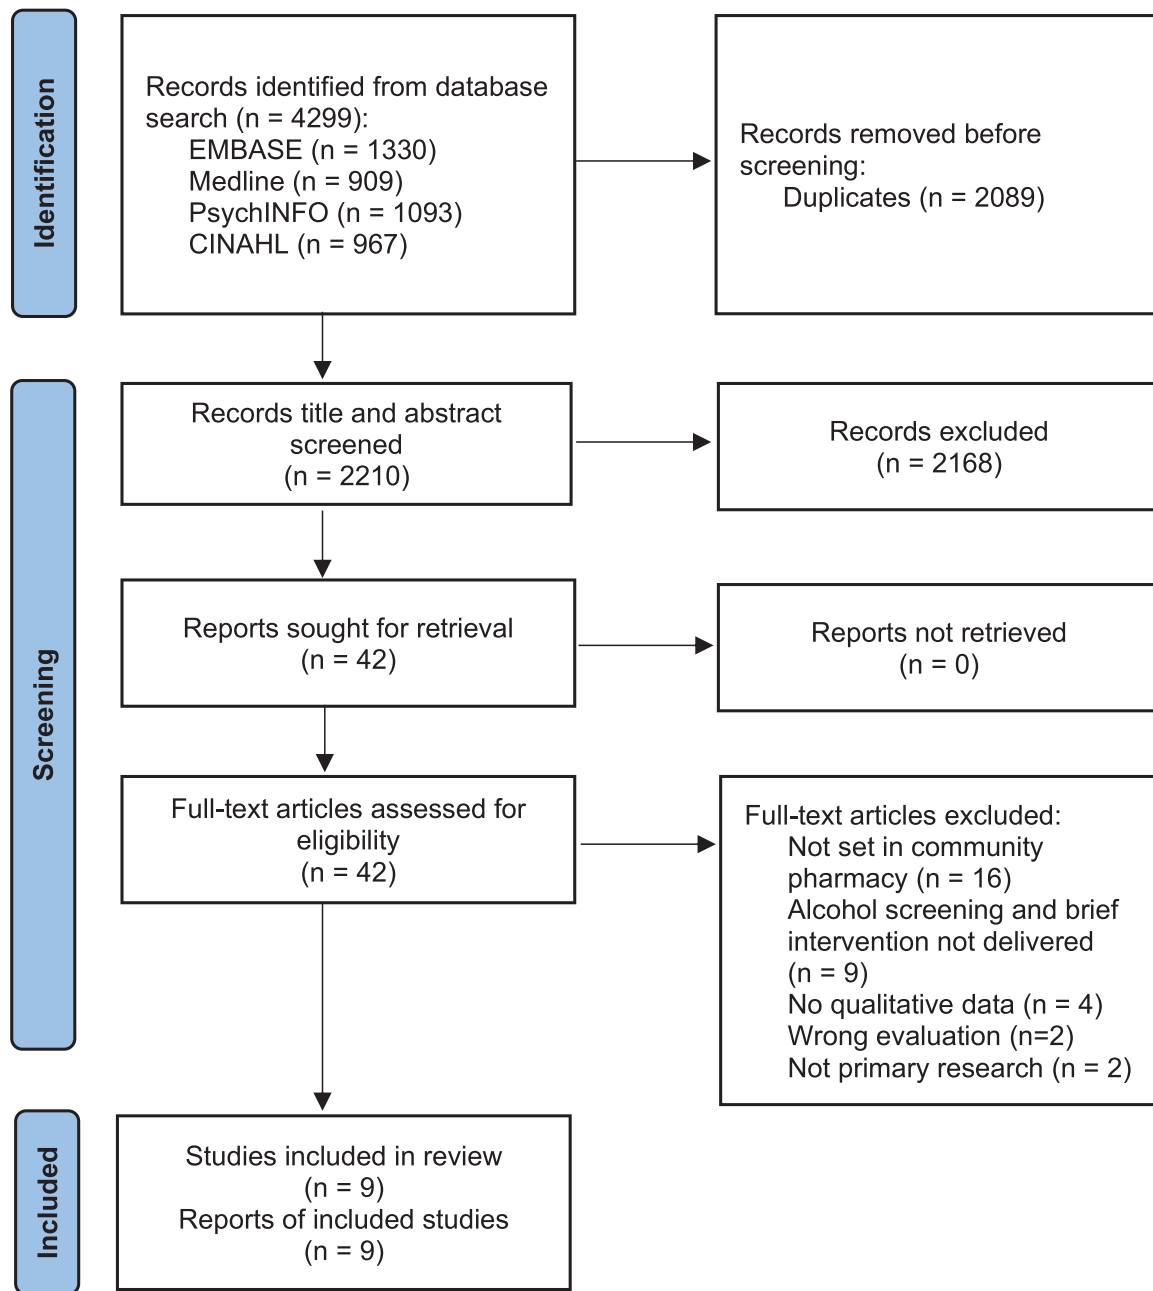 Identification
Records identified from database
search (n = 4299):
EMBASE (n = 1330)
Medline (n = 909)
PsychINFO (n = 1093)
CINAHL (n = 967)
Records removed before
screening:
Duplicates (n = 2089)
Screening
Records title and abstract
screened
(n = 2210)
Records excluded
(n = 2168)
Reports sought for retrieval
(n = 42)
Reports not retrieved
(n = 0)
Full-text articles assessed for
eligibility
(n = 42)
Full-text articles excluded:
Not set in community
pharmacy (n = 16)
Alcohol screening and brief
intervention not delivered
(n = 9)
No qualitative data (n = 4)
Wrong evaluation (n=2)
Not primary research (n = 2)
Included
Studies included in review
(n = 9)
Reports of included studies
(n = 9)